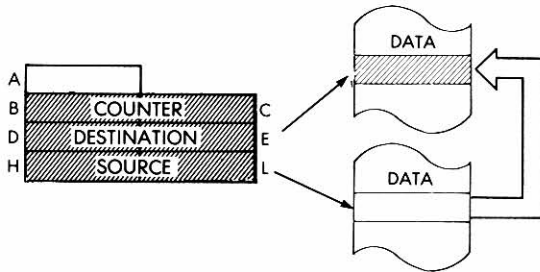 DATA
A
B COUNTER C
D DESTINATION E
H SOURCE L
DATA